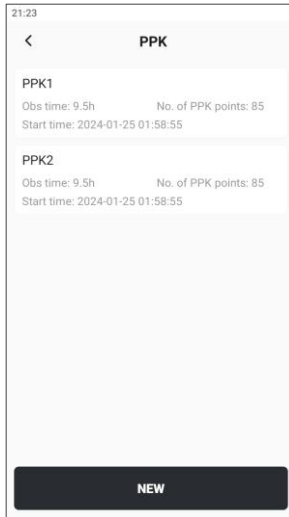 21:23
PPK
PPK1
Obs time: 9.5h No. of PPK points: 85
Start time: 2024-01-25 01:58:55
PPK2
Obs time: 9.5h No. of PPK points: 85
Start time: 2024-01-25 01:58:55
NEW